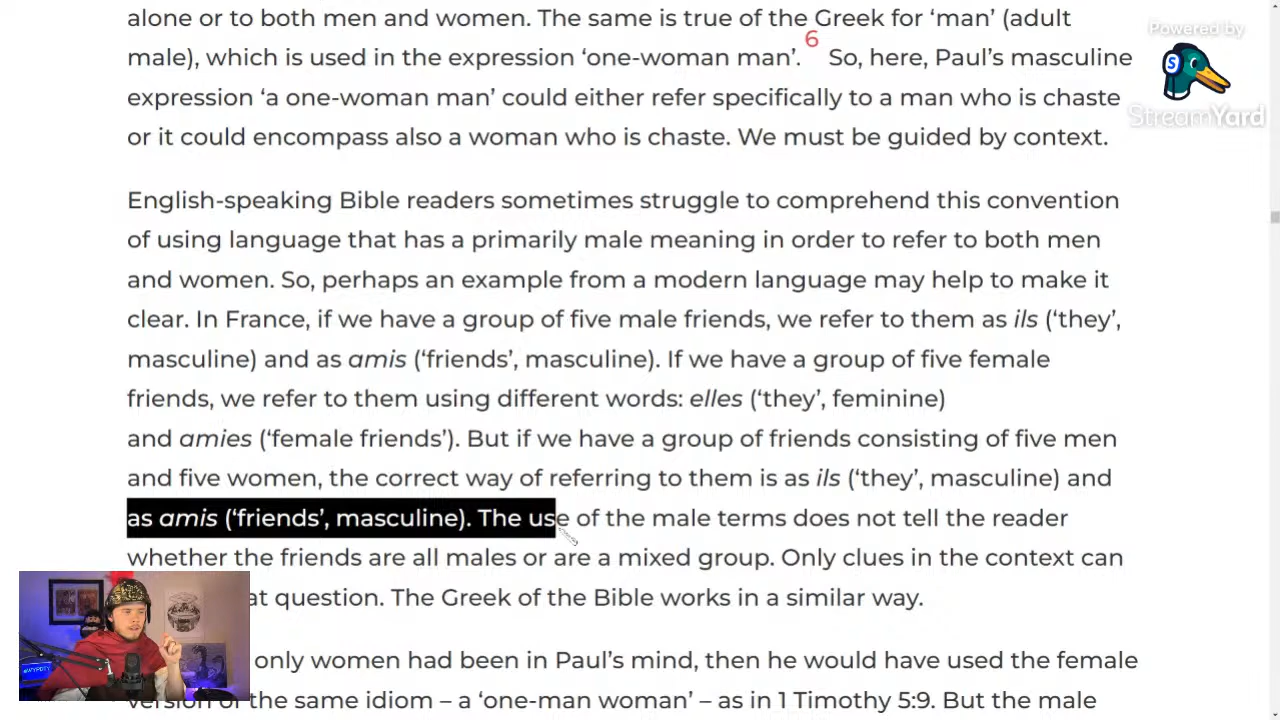 alone or to both men and women. The same is true of the Greek for ‘man’ (adult
male), which is used in the expression ‘one-woman man’. 6 So, here, Paul’s masculine
expression ‘a one-woman man’ could either refer specifically to a man who is chaste
or it could encompass also a woman who is chaste. We must be guided by context.
English-speaking Bible readers sometimes struggle to comprehend this convention
of using language that has a primarily male meaning in order to refer to both men
and women. So, perhaps an example from a modern language may help to make it
clear. In France, if we have a group of five male friends, we refer to them as ils (‘they’,
masculine) and as amis (‘friends’, masculine). If we have a group of five female
friends, we refer to them using different words: elles (‘they’, feminine)
and amies (‘female friends’). But if we have a group of friends consisting of five men
and five women, the correct way of referring to them is as ils (‘they’, masculine) and
as amis (‘friends’, masculine). The use of the male terms does not tell the reader
whether the friends are all males or are a mixed group. Only clues in the context can
at question. The Greek of the Bible works in a similar way.
only women had been in Paul’s mind, then he would have used the female
version of the same idiom – a ‘one-man woman’ – as in 1 Timothy 5:9. But the male
Powered by
S
StreamYard